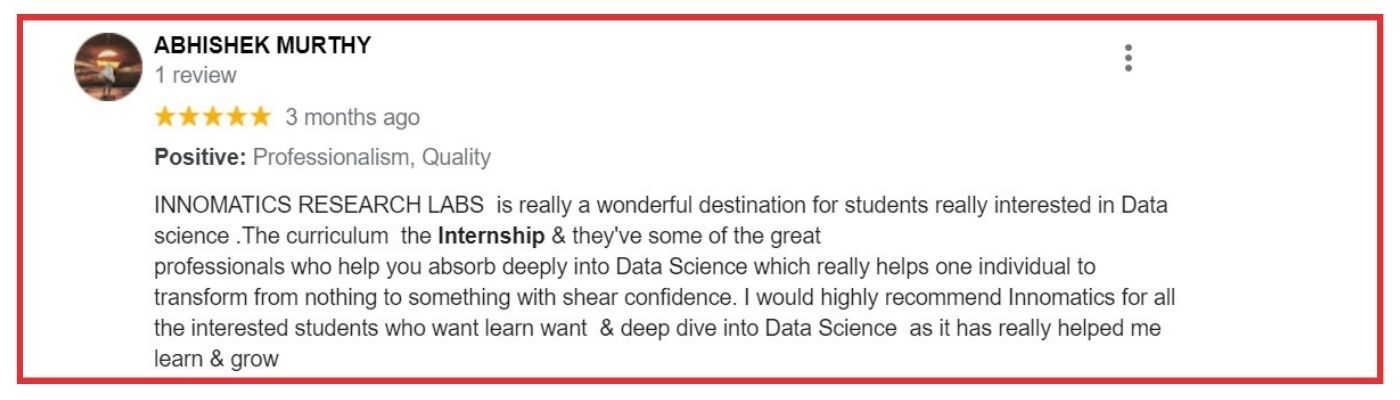 ABHISHEK MURTHY
1 review
3 months ago
Positive: Professionalism, Quality
INNOMATICS RESEARCH LABS  is really a wonderful destination for students really interested in Data
science .The curriculum  the Internship & they've some of the great
professionals who help you absorb deeply into Data Science which really helps one individual to
transform from nothing to something with shear confidence. I would highly recommend Innomatics for all
the interested students who want learn want  & deep dive into Data Science  as it has really helped me
learn & grow